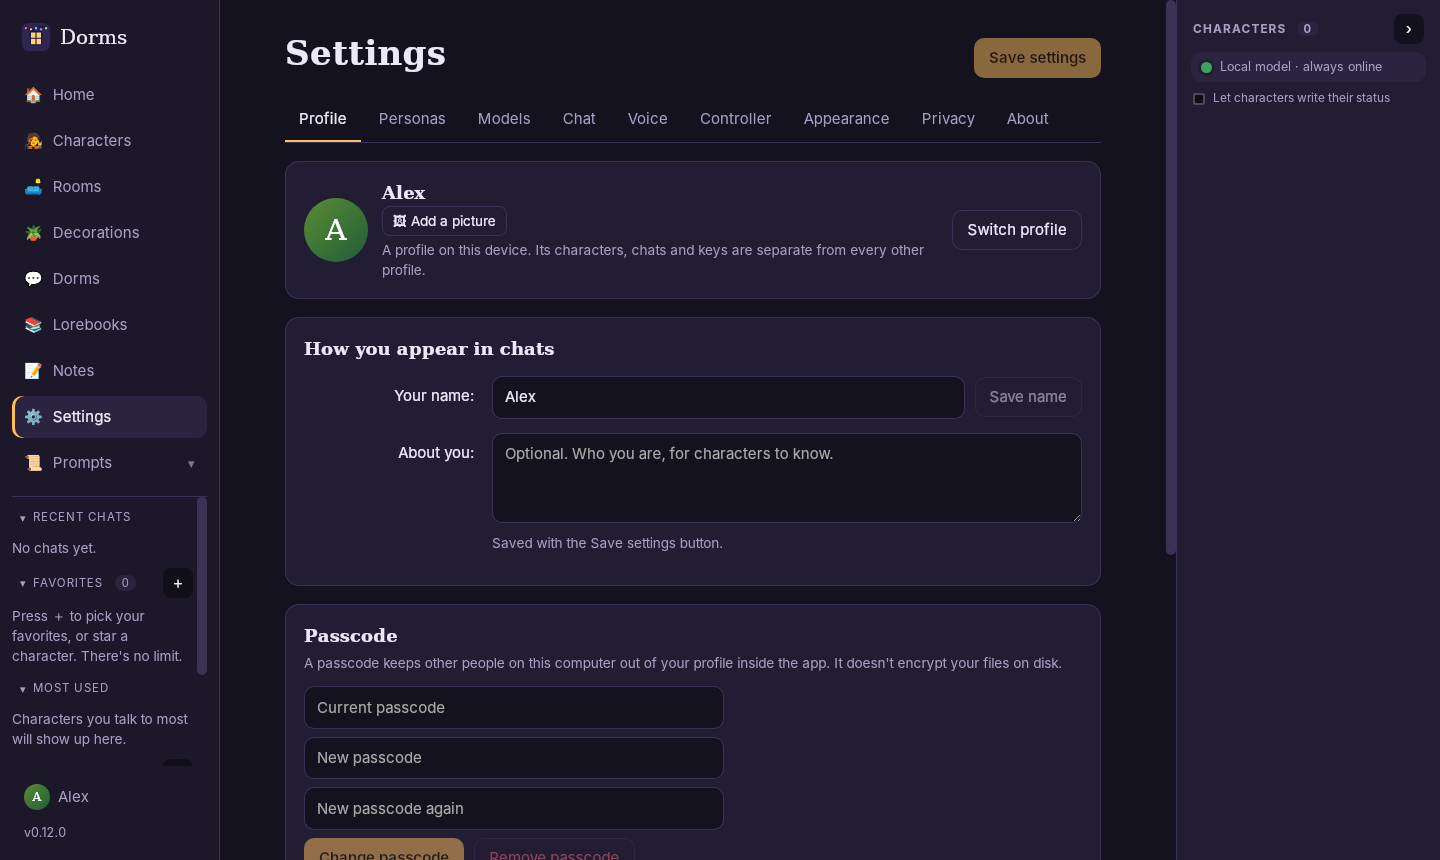 Dorms
Home
Characters
Rooms
Decorations
Dorms
Lorebooks
Notes
Settings
Prompts
RECENT CHATS
No chats yet.
FAVORITES 0 +
Press + to pick your
favorites, or star a
character. There's no limit.
MOST USED
Characters you talk to most
will show up here.
A Alex
v0.12.0
Settings
Save settings
Profile Personas Models Chat Voice Controller Appearance Privacy About
A
Alex
Add a picture
A profile on this device. Its characters, chats and keys are separate from every other
profile.
Switch profile
How you appear in chats
Your name: Alex Save name
About you: Optional. Who you are, for characters to know.
Saved with the Save settings button.
Passcode
A passcode keeps other people on this computer out of your profile inside the app. It doesn't encrypt your files on disk.
Current passcode
New passcode
New passcode again
Change passcode Remove passcode
CHARACTERS 0 ›
Local model · always online
Let characters write their status